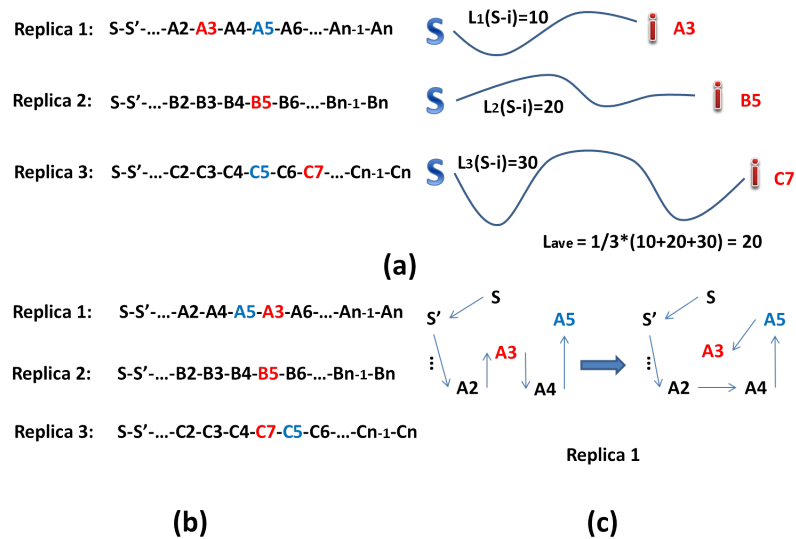 Replica 1: S-S’-...-A2-A3-A4-A5-A6-...-An-1-An
L1(S-i)=10
S i A3
Replica 2: S-S’-...-B2-B3-B4-B5-B6-...-Bn-1-Bn
S i B5
L2(S-i)=20
Replica 3: S-S’-...-C2-C3-C4-C5-C6-C7-...-Cn-1-Cn
L3(S-i)=30
S i C7
Lave = 1/3*(10+20+30) = 20
(a)
Replica 1: S-S’-...-A2-A4-A5-A3-A6-...-An-1-An
Replica 2: S-S’-...-B2-B3-B4-B5-B6-...-Bn-1-Bn
Replica 3: S-S’-...-C2-C3-C4-C7-C5-C6-...-Cn-1-Cn
(b)
S
S’ A5
... A3
A2 A4
S
S’ A5
... A3
A2 A4
Replica 1
(c)